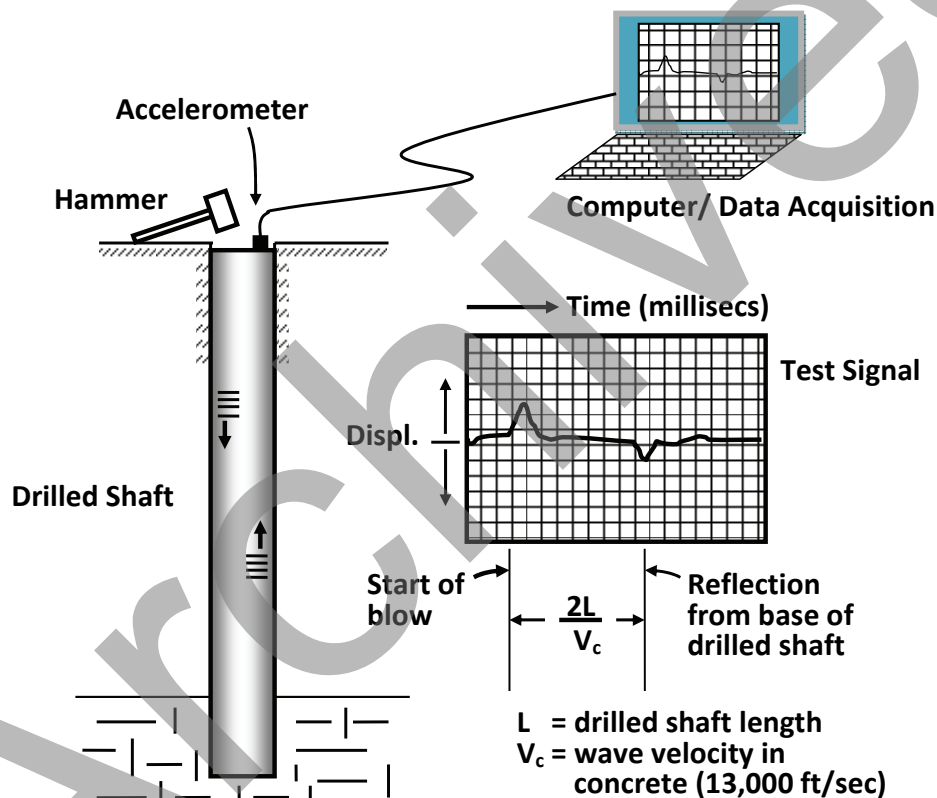 Accelerometer
Hammer
Computer/ Data Acquisition
Time (millisecs)
Test Signal
Displ.
Drilled Shaft
Start of
blow
2L
Vc
Reflection
from base of
drilled shaft
L = drilled shaft length
Vc = wave velocity in
concrete (13,000 ft/sec)
Archived